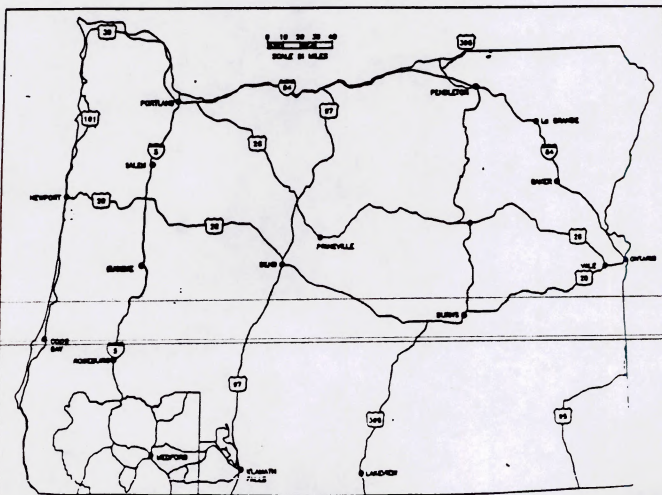 30
0 10 20 30 40
SCALE IN MILES
395
84
PORTLAND
PENDLETON
97
101
La GRANDE
26
5
SALEM
84
BAKER
NEWPORT
20
20
26
PRINEVILLE
ONTARIO
EUGENE
BEND
VALE
20
BURNS
COOS
BAY
5
ROSEBURG
97
395
95
MEDFORD
KLAMATH
FALLS
LAKEVIEW